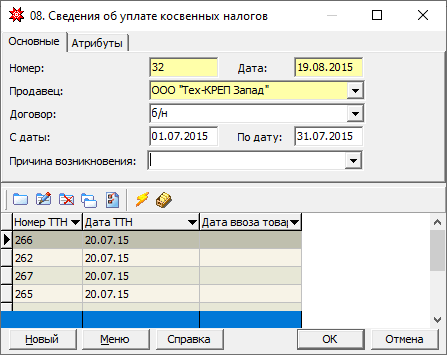 08. Сведения об уплате косвенных налогов
Основные Атрибуты
Номер: 32 Дата: 19.08.2015
Продавец: ООО "Тех-КРЕП Запад"
Договор: б/н
С даты: 01.07.2015 По дату: 31.07.2015
Причина возникновения:
Номер ТТН Дата ТТН Дата ввоза товар
266 20.07.15
262 20.07.15
267 20.07.15
265 20.07.15
Новый Меню Справка ОК Отмена